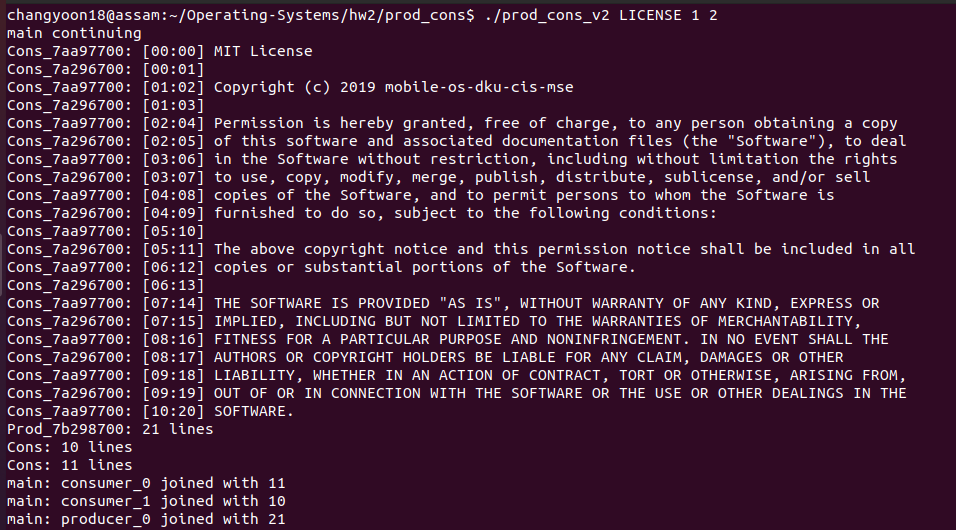 changyoon18@assam:~/Operating-Systems/hw2/prod_cons$ ./prod_cons_v2 LICENSE 1 2
main continuing
Cons_7aa97700: [00:00] MIT License
Cons_7a296700: [00:01]
Cons_7aa97700: [01:02] Copyright (c) 2019 mobile-os-dku-cis-mse
Cons_7a296700: [01:03]
Cons_7aa97700: [02:04] Permission is hereby granted, free of charge, to any person obtaining a copy
Cons_7a296700: [02:05] of this software and associated documentation files (the "Software"), to deal
Cons_7aa97700: [03:06] in the Software without restriction, including without limitation the rights
Cons_7a296700: [03:07] to use, copy, modify, merge, publish, distribute, sublicense, and/or sell
Cons_7aa97700: [04:08] copies of the Software, and to permit persons to whom the Software is
Cons_7a296700: [04:09] furnished to do so, subject to the following conditions:
Cons_7aa97700: [05:10]
Cons_7a296700: [05:11] The above copyright notice and this permission notice shall be included in all
Cons_7aa97700: [06:12] copies or substantial portions of the Software.
Cons_7a296700: [06:13]
Cons_7aa97700: [07:14] THE SOFTWARE IS PROVIDED "AS IS", WITHOUT WARRANTY OF ANY KIND, EXPRESS OR
Cons_7a296700: [07:15] IMPLIED, INCLUDING BUT NOT LIMITED TO THE WARRANTIES OF MERCHANTABILITY,
Cons_7aa97700: [08:16] FITNESS FOR A PARTICULAR PURPOSE AND NONINFRINGEMENT. IN NO EVENT SHALL THE
Cons_7a296700: [08:17] AUTHORS OR COPYRIGHT HOLDERS BE LIABLE FOR ANY CLAIM, DAMAGES OR OTHER
Cons_7aa97700: [09:18] LIABILITY, WHETHER IN AN ACTION OF CONTRACT, TORT OR OTHERWISE, ARISING FROM,
Cons_7a296700: [09:19] OUT OF OR IN CONNECTION WITH THE SOFTWARE OR THE USE OR OTHER DEALINGS IN THE
Cons_7aa97700: [10:20] SOFTWARE.
Prod_7b298700: 21 lines
Cons: 10 lines
Cons: 11 lines
main: consumer_0 joined with 11
main: consumer_1 joined with 10
main: producer_0 joined with 21